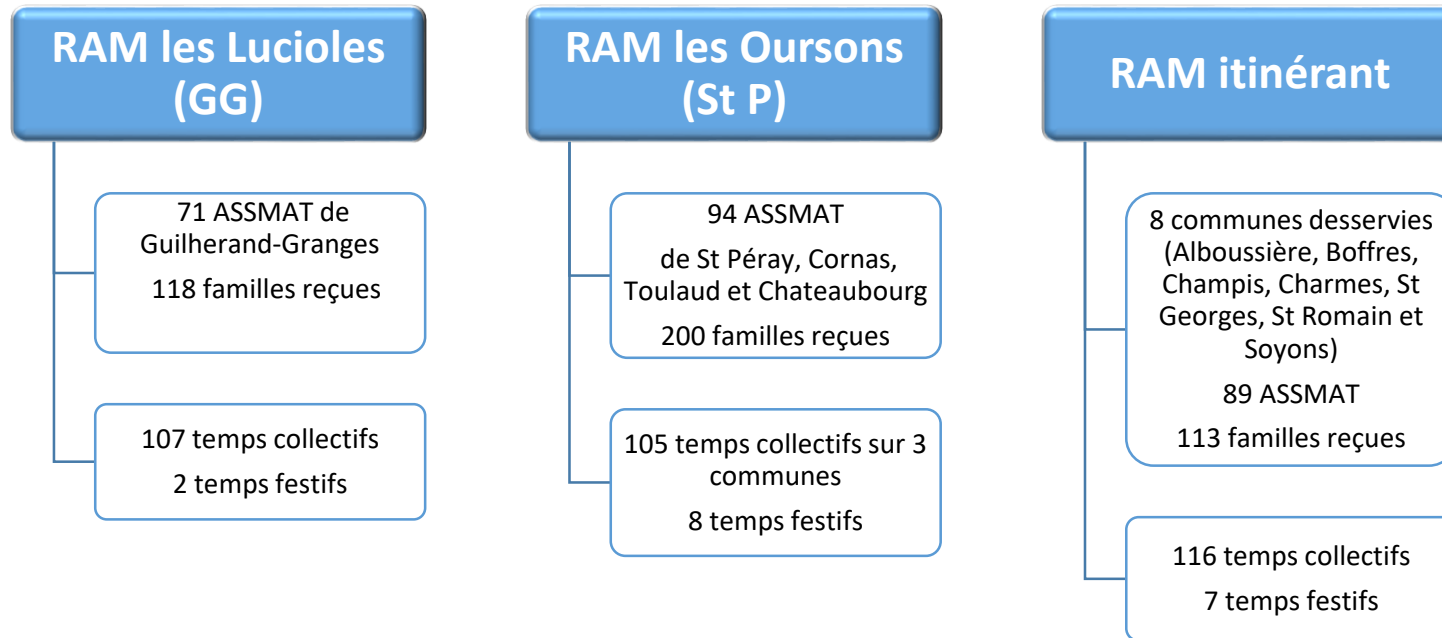 RAM les Lucioles
(GG)
71 ASSMAT de
Guilherand-Granges
118 familles reçues
107 temps collectifs
2 temps festifs
RAM les Oursons
(St P)
94 ASSMAT
de St Péray, Cornas,
Toulaud et Chateaubourg
200 familles reçues
105 temps collectifs sur 3
communes
8 temps festifs
RAM itinérant
8 communes desservies
(Alboussière, Boffres,
Champis, Charmes, St
Georges, St Romain et
Soyons)
89 ASSMAT
113 familles reçues
116 temps collectifs
7 temps festifs